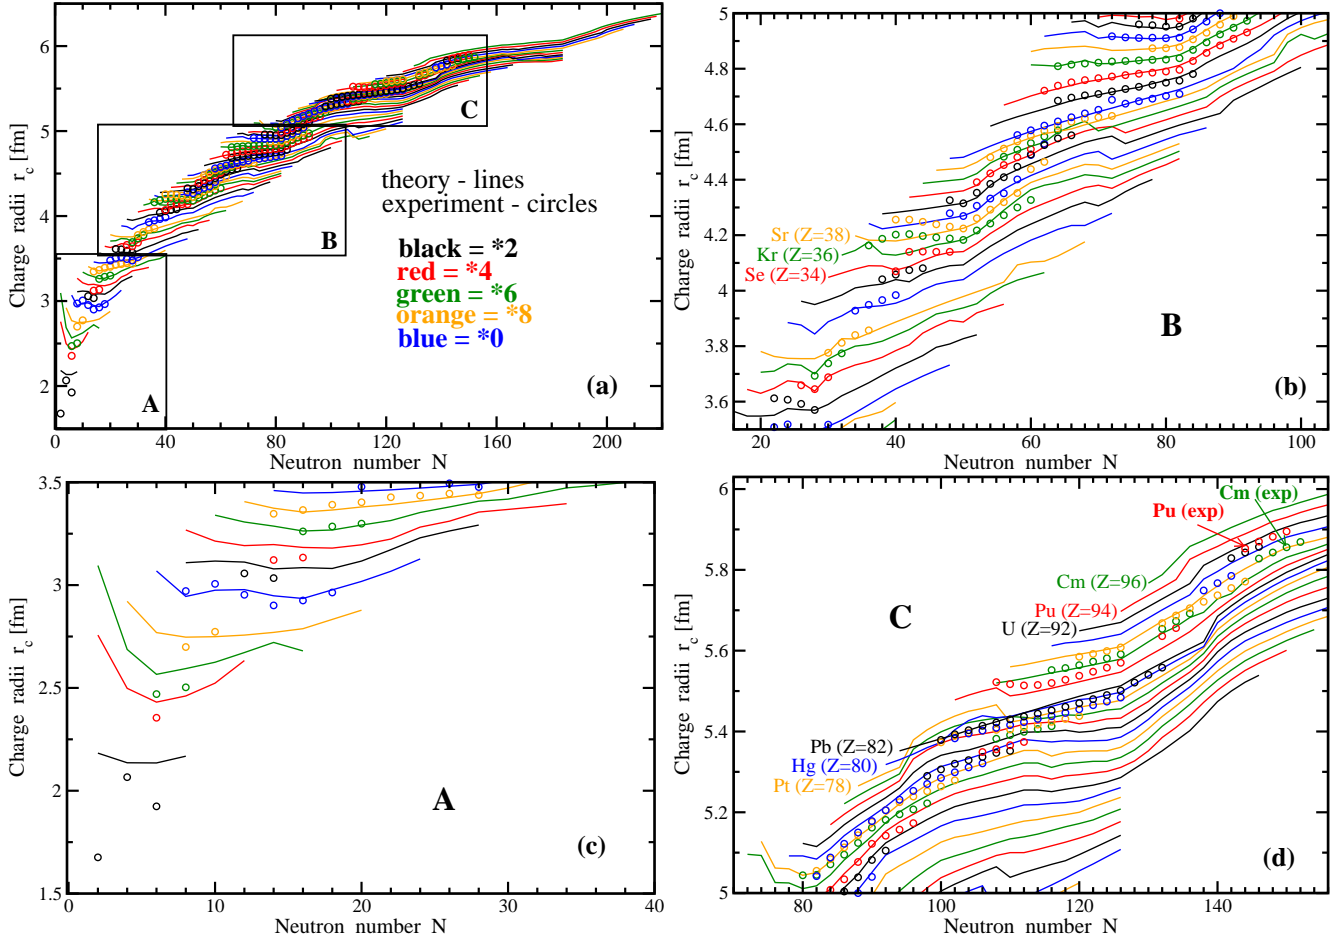 6
5
4
3
2
Charge radii r_c [fm]
0
40
80
120
160
200
Neutron number N
A
B
C
theory - lines
experiment - circles
black = *2
red = *4
green = *6
orange = *8
blue = *0
(a)
5
4.8
4.6
4.4
4.2
4
3.8
3.6
Charge radii r_c [fm]
20
40
60
80
100
Neutron number N
Sr (Z=38)
Kr (Z=36)
Se (Z=34)
B
(b)
3.5
3
2.5
2
1.5
Charge radii r_c [fm]
0
10
20
30
40
Neutron number N
A
(c)
6
5.8
5.6
5.4
5.2
5
Charge radii r_c [fm]
80
100
120
140
Neutron number N
Cm (exp)
Pu (exp)
Cm (Z=96)
Pu (Z=94)
U (Z=92)
C
Pb (Z=82)
Hg (Z=80)
Pt (Z=78)
(d)